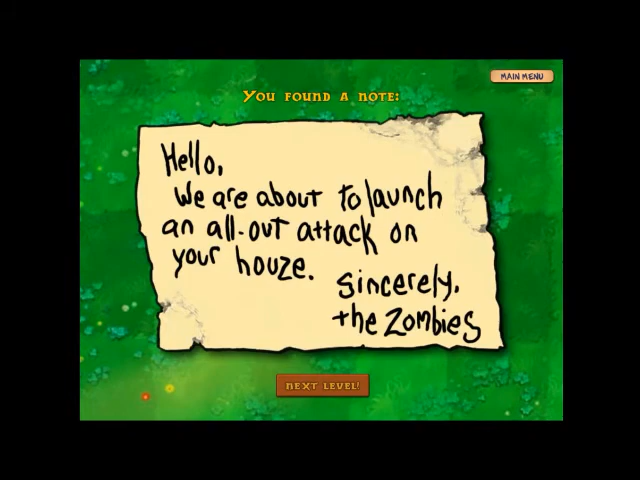 MAIN MENU
YOU FOUND A NOTE:
Hello,
We are about to launch
an all-out attack on
your houze.
Sincerely,
the Zombies
NEXT LEVEL!